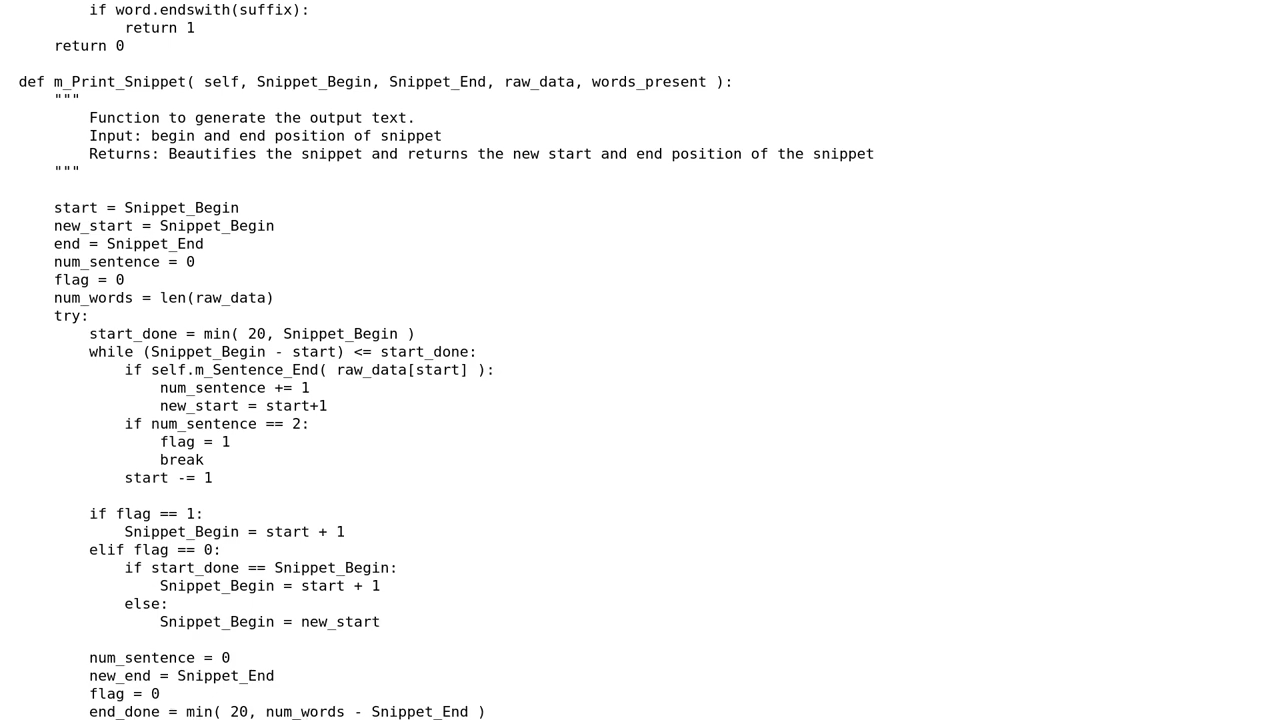 if word.endswith(suffix):
            return 1
    return 0

def m_Print_Snippet( self, Snippet_Begin, Snippet_End, raw_data, words_present ):
    """
        Function to generate the output text.
        Input: begin and end position of snippet
        Returns: Beautifies the snippet and returns the new start and end position of the snippet
    """

    start = Snippet_Begin
    new_start = Snippet_Begin
    end = Snippet_End
    num_sentence = 0
    flag = 0
    num_words = len(raw_data)
    try:
        start_done = min( 20, Snippet_Begin )
        while (Snippet_Begin - start) <= start_done:
            if self.m_Sentence_End( raw_data[start] ):
                num_sentence += 1
                new_start = start+1
            if num_sentence == 2:
                flag = 1
                break
            start -= 1

        if flag == 1:
            Snippet_Begin = start + 1
        elif flag == 0:
            if start_done == Snippet_Begin:
                Snippet_Begin = start + 1
            else:
                Snippet_Begin = new_start

        num_sentence = 0
        new_end = Snippet_End
        flag = 0
        end_done = min( 20, num_words - Snippet_End )